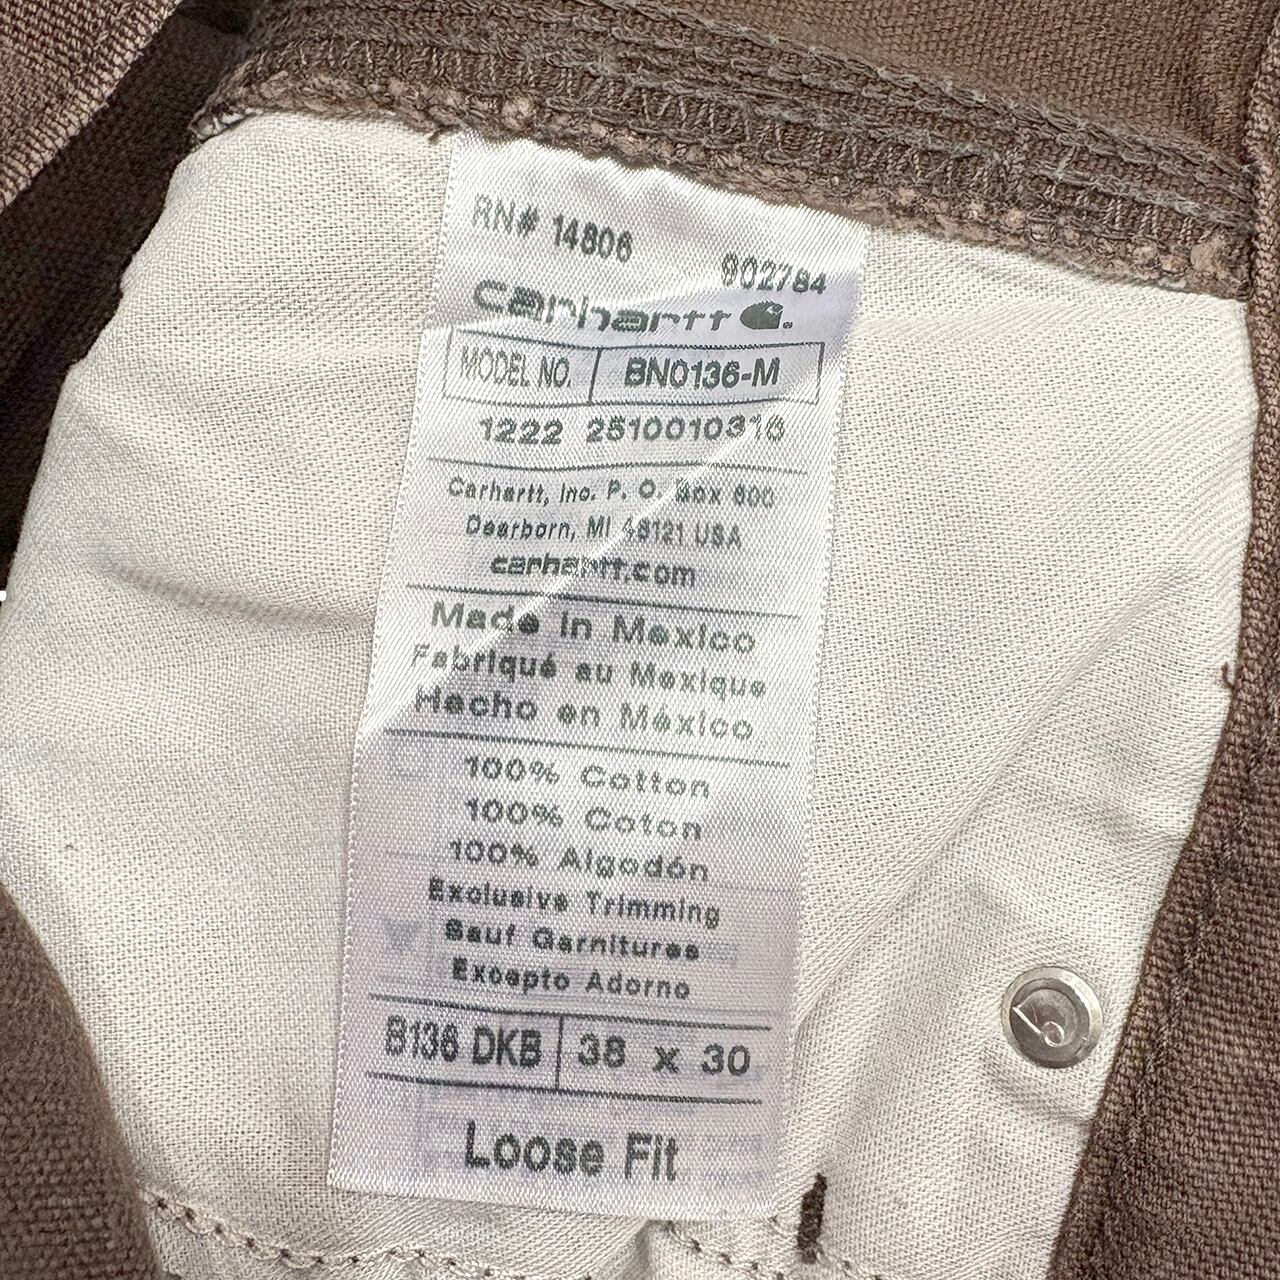 RN# 14806
902784
carhartt
MODEL NO. BN0136-M
1222 2510010316
Carhartt, Inc. P. O. Box 600
Dearborn, MI 48121 USA
carhartt.com
Made in Mexico
Fabriqué au Mexique
Hecho en México
100% Cotton
100% Coton
100% Algodón
Exclusive Trimming
Sauf Garnitures
Excepto Adorno
B136 DKB 38 x 30
Loose Fit